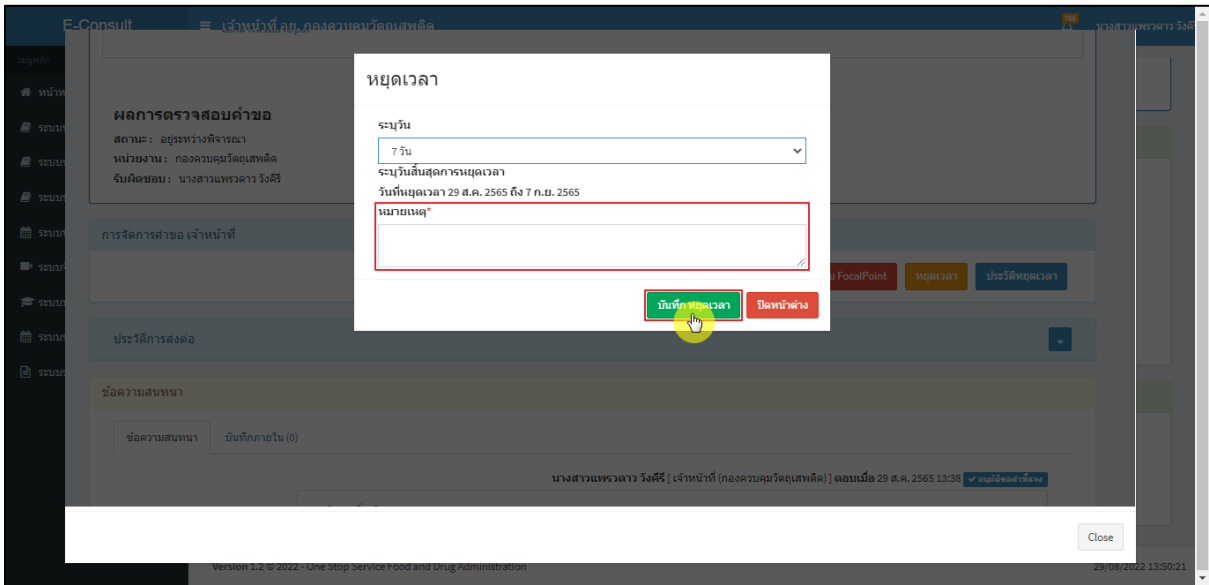 E-Consult
เจ้าหน้าที่ อย. กองควบคุมวัตถุเสพติด
นางสาวแพรวดาว วังคีรี
เมนูหลัก
หยุดเวลา
ระบุวัน
7 วัน
ระบุวันสิ้นสุดการหยุดเวลา
วันที่หยุดเวลา 29 ส.ค. 2565 ถึง 7 ก.ย. 2565
หมายเหตุ*
บันทึก หยุดเวลา
ปิดหน้าต่าง
ผลการตรวจสอบคำขอ
สถานะ : อยู่ระหว่างพิจารณา
หน่วยงาน : กองควบคุมวัตถุเสพติด
รับผิดชอบ : นางสาวแพรวดาว วังคีรี
การจัดการคำขอ เจ้าหน้าที่
FocalPoint
หยุดเวลา
ประวัติหยุดเวลา
ประวัติการส่งต่อ
ข้อความสนทนา
ข้อความสนทนา
บันทึกภายใน (0)
นางสาวแพรวดาว วังคีรี [ เจ้าหน้าที่ (กองควบคุมวัตถุเสพติด) ] ตอบเมื่อ 29 ส.ค. 2565 13:38 อนุมัติขอคำชี้แจง
Close
Version 1.2 © 2022 - One Stop Service Food and Drug Administration
29/08/2022 13:50:21